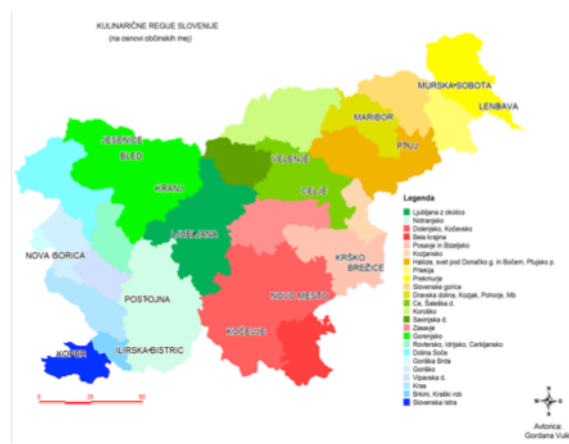 KULINARIČNE REGIJE SLOVENIJE
(na osnovi občinskih mej)
MURSKA SOBOTA
LENDAVA
MARIBOR
PTUJ
JESENICE
BLED
VELENJE
KRANJ
CELJE
LJUBLJANA
NOVA GORICA
KRŠKO
BREŽICE
POSTOJNA
NOVO MESTO
KOČEVJE
KOPER
ILIRSKA BISTRIC
0
25
50
Legenda
Ljubljana z okolico
Notranjsko
Dolenjsko, Kočevsko
Bela krajina
Posavje in Bizeljsko
Kozjansko
Haloze, svet pod Donačko g. in Bočem, Ptujsko p.
Prlekija
Prekmurje
Slovenske gorice
Dravska dolina, Kozjak, Pohorje, Mb
Ce, Šaleška d.
Koroško
Savinjska d.
Zasavje
Gorenjsko
Rovtarsko, Idrijsko, Cerkljansko
Dolina Soče
Goriška Brda
Goriško
Vipavska d.
Kras
Brkini, Kraški rob
Slovenska Istra
N
W
E
S
Avtorica:
Gordana Vulić